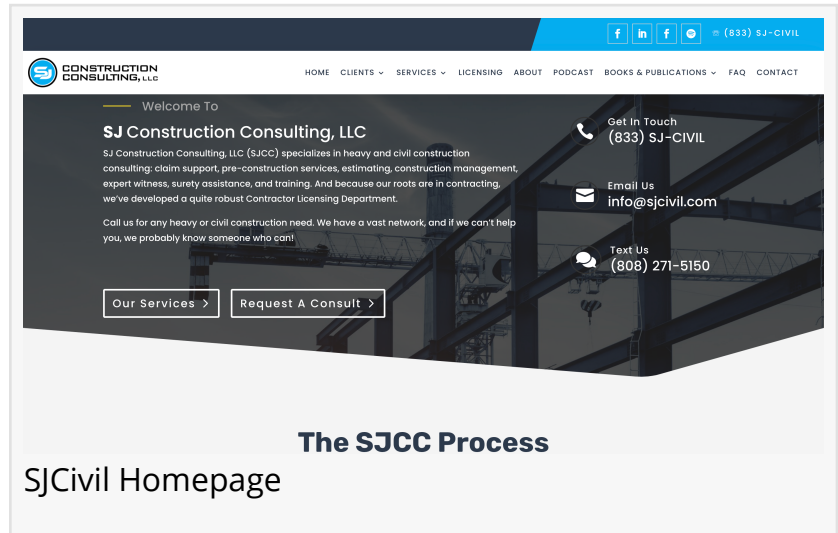 (833) SJ-CIVIL
SJ CONSTRUCTION
CONSULTING, LLC
HOME CLIENTS SERVICES LICENSING ABOUT PODCAST BOOKS & PUBLICATIONS FAQ CONTACT
Welcome To
SJ Construction Consulting, LLC
SJ Construction Consulting, LLC (SJCC) specializes in heavy and civil construction
consulting: claim support, pre-construction services, estimating, construction management,
expert witness, surety assistance, and training. And because our roots are in contracting,
we've developed a quite robust Contractor Licensing Department.
Call us for any heavy or civil construction need. We have a vast network, and if we can't help
you, we probably know someone who can!
Our Services >
Request A Consult >
Get In Touch
(833) SJ-CIVIL
Email Us
info@sjcivil.com
Text Us
(808) 271-5150
The SJCC Process
SJCivil Homepage